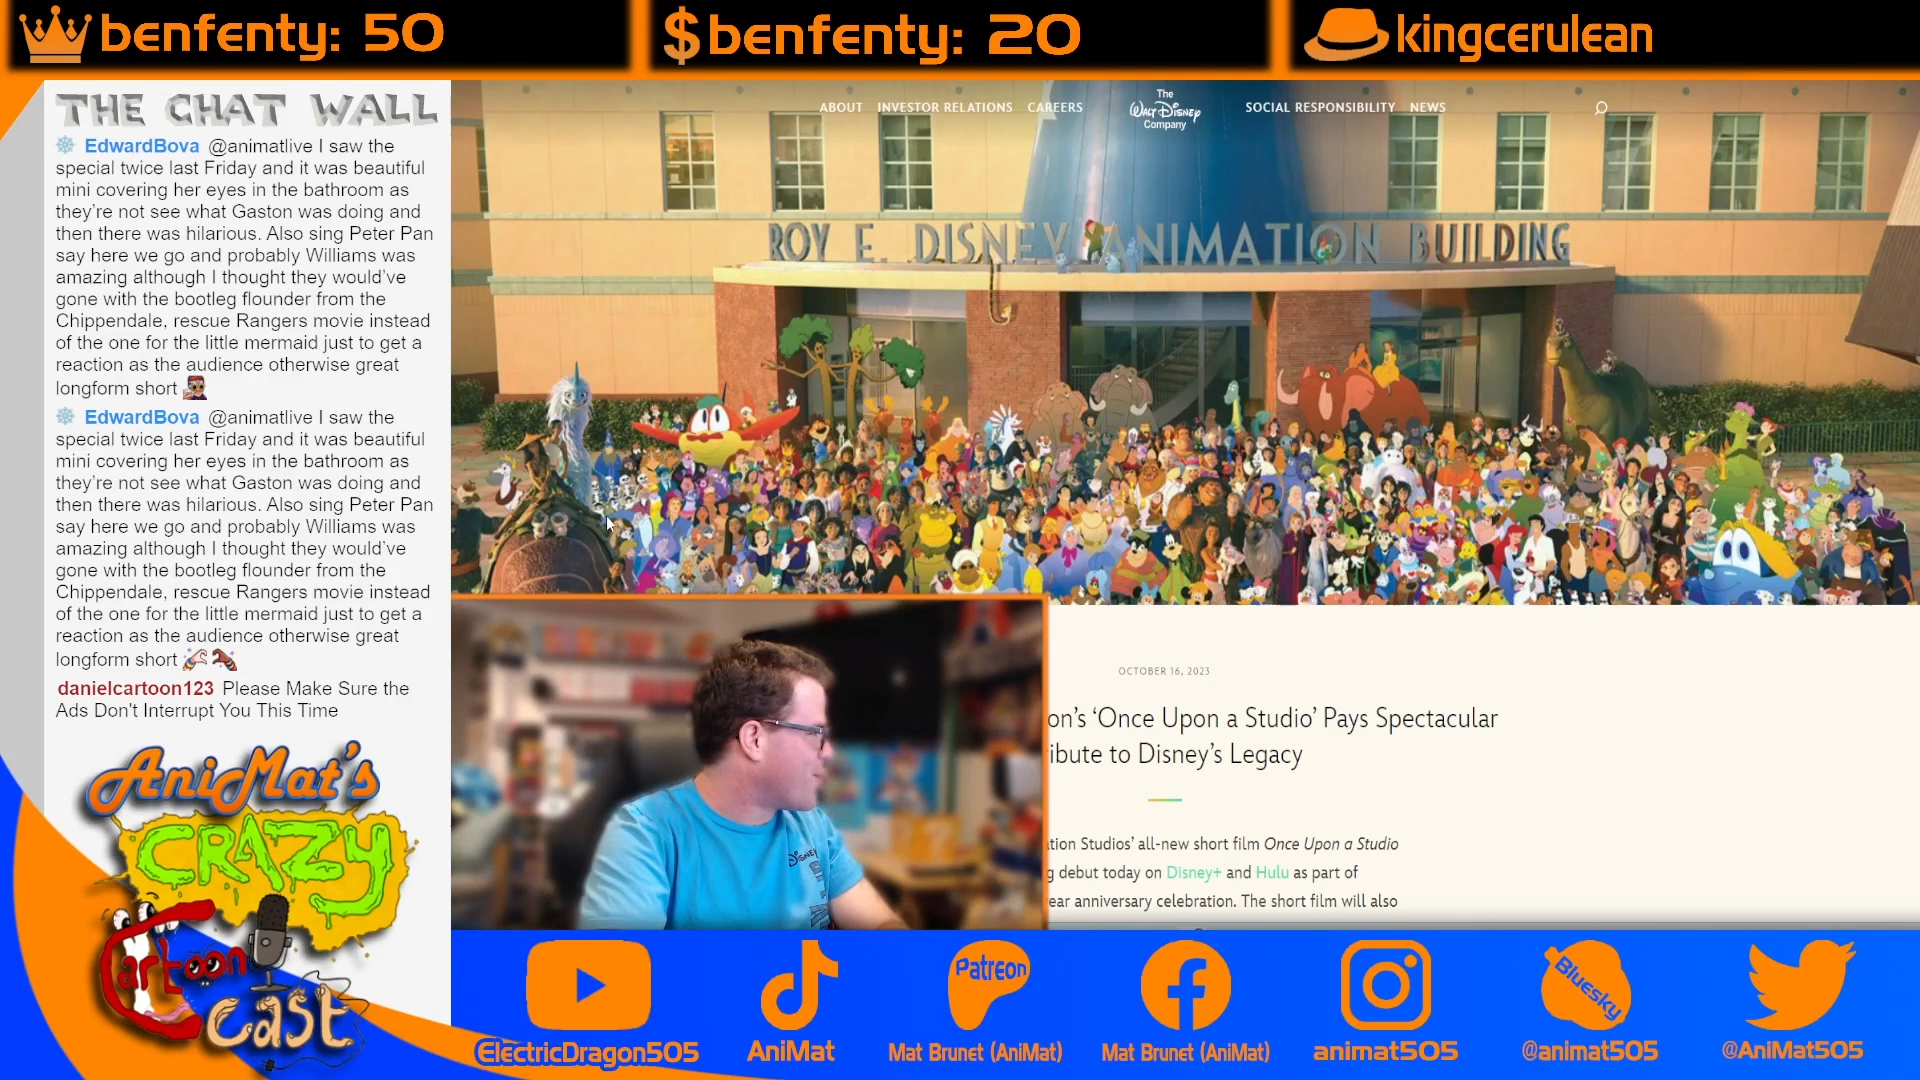 benfenty: 50
$ benfenty: 20
kingcerulean
THE CHAT WALL
EdwardBova @animatlive I saw the
special twice last Friday and it was beautiful
mini covering her eyes in the bathroom as
they're not see what Gaston was doing and
then there was hilarious. Also sing Peter Pan
say here we go and probably Williams was
amazing although I thought they would've
gone with the bootleg flounder from the
Chippendale, rescue Rangers movie instead
of the one for the little mermaid just to get a
reaction as the audience otherwise great
longform short
EdwardBova @animatlive I saw the
special twice last Friday and it was beautiful
mini covering her eyes in the bathroom as
they're not see what Gaston was doing and
then there was hilarious. Also sing Peter Pan
say here we go and probably Williams was
amazing although I thought they would've
gone with the bootleg flounder from the
Chippendale, rescue Rangers movie instead
of the one for the little mermaid just to get a
reaction as the audience otherwise great
longform short
danielcartoon123 Please Make Sure the
Ads Don't Interrupt You This Time
AniMat's
CRAZY
Cartoon
Cast
ABOUT INVESTOR RELATIONS CAREERS
The
Walt Disney
Company
SOCIAL RESPONSIBILITY NEWS
ROY E. DISNEY ANIMATION BUILDING
OCTOBER 16, 2023
on's ‘Once Upon a Studio’ Pays Spectacular
ibute to Disney's Legacy
ation Studios' all-new short film Once Upon a Studio
g debut today on Disney+ and Hulu as part of
ear anniversary celebration. The short film will also
DISNEY
Patreon
Bluesky
ElectricDragon505
AniMat
Mat Brunet (AniMat)
Mat Brunet (AniMat)
animat505
@animat505
@AniMat505